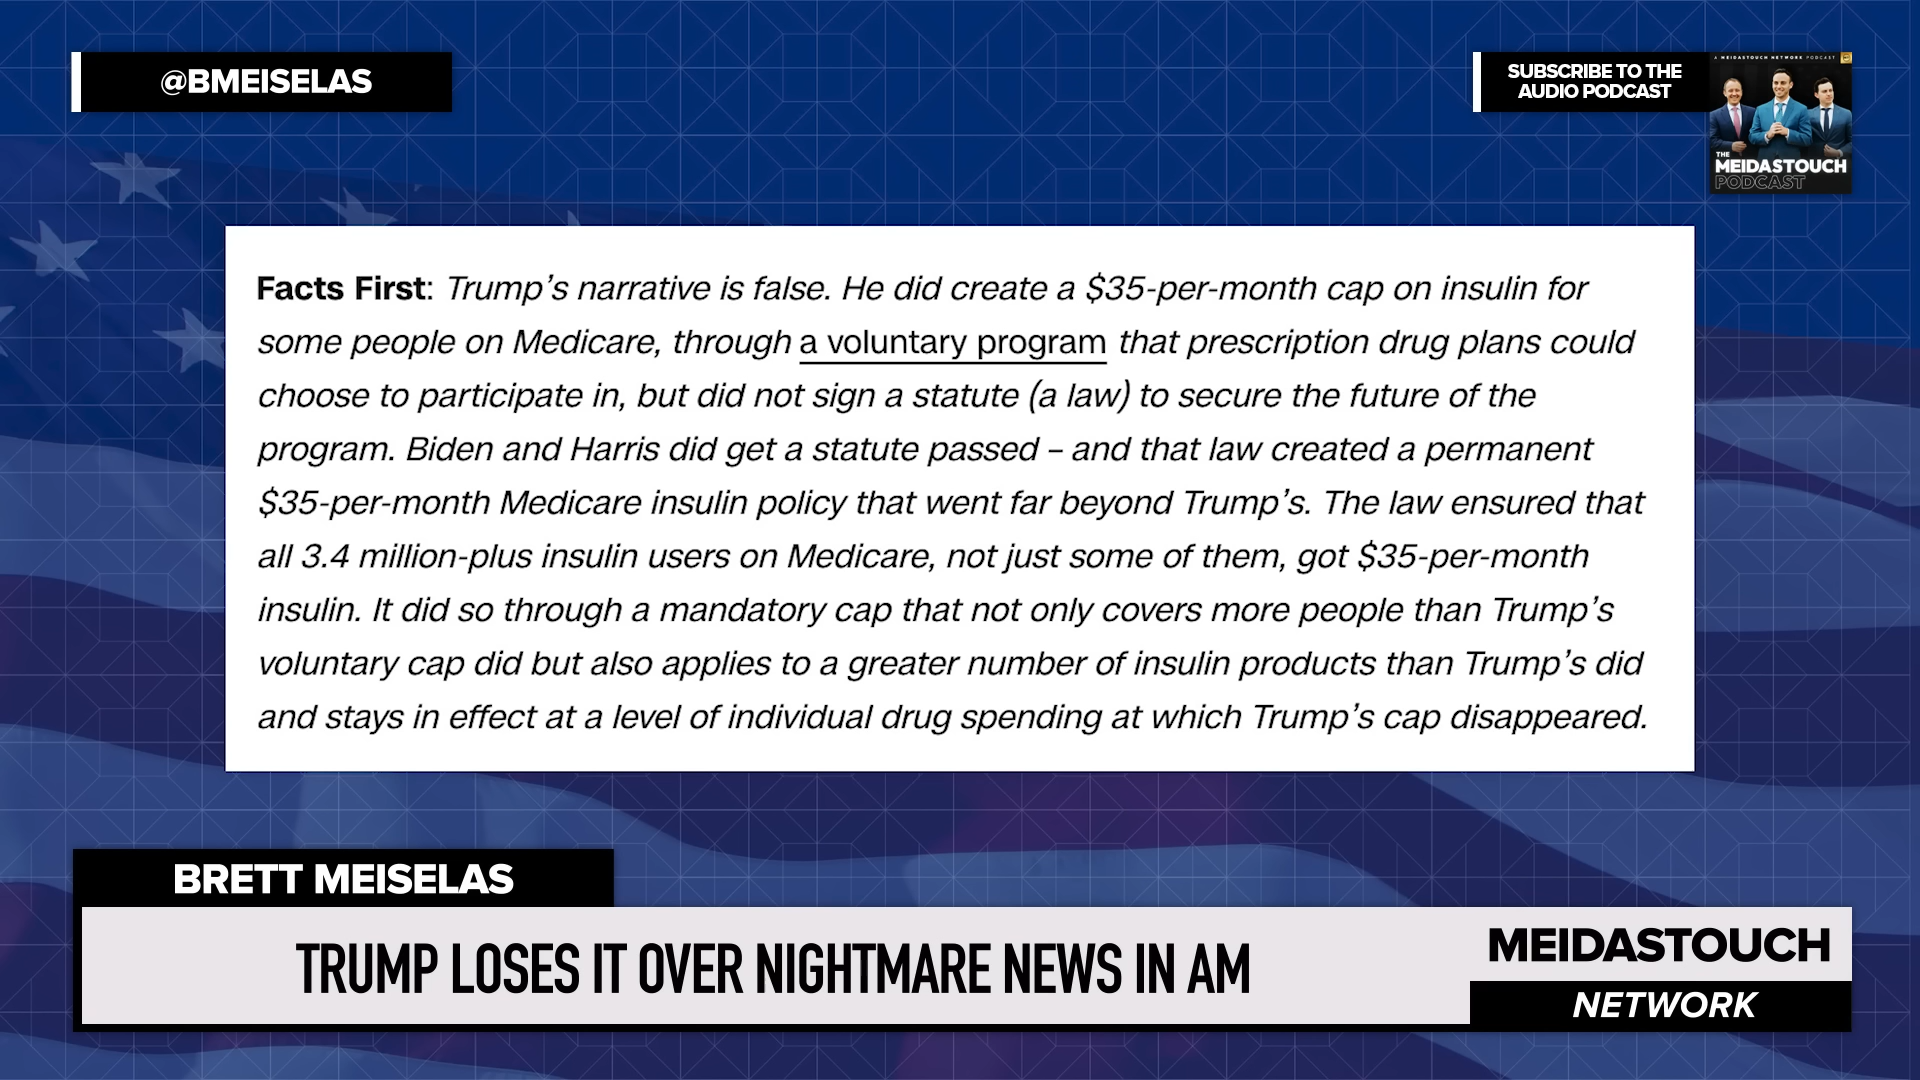 @BMEISELAS
SUBSCRIBE TO THE
AUDIO PODCAST
A MEIDASTOUCH NETWORK PODCAST
THE
MEIDASTOUCH
PODCAST
Facts First: Trump’s narrative is false. He did create a $35-per-month cap on insulin for
some people on Medicare, through a voluntary program that prescription drug plans could
choose to participate in, but did not sign a statute (a law) to secure the future of the
program. Biden and Harris did get a statute passed – and that law created a permanent
$35-per-month Medicare insulin policy that went far beyond Trump’s. The law ensured that
all 3.4 million-plus insulin users on Medicare, not just some of them, got $35-per-month
insulin. It did so through a mandatory cap that not only covers more people than Trump’s
voluntary cap did but also applies to a greater number of insulin products than Trump’s did
and stays in effect at a level of individual drug spending at which Trump’s cap disappeared.
BRETT MEISELAS
TRUMP LOSES IT OVER NIGHTMARE NEWS IN AM
MEIDASTOUCH
NETWORK